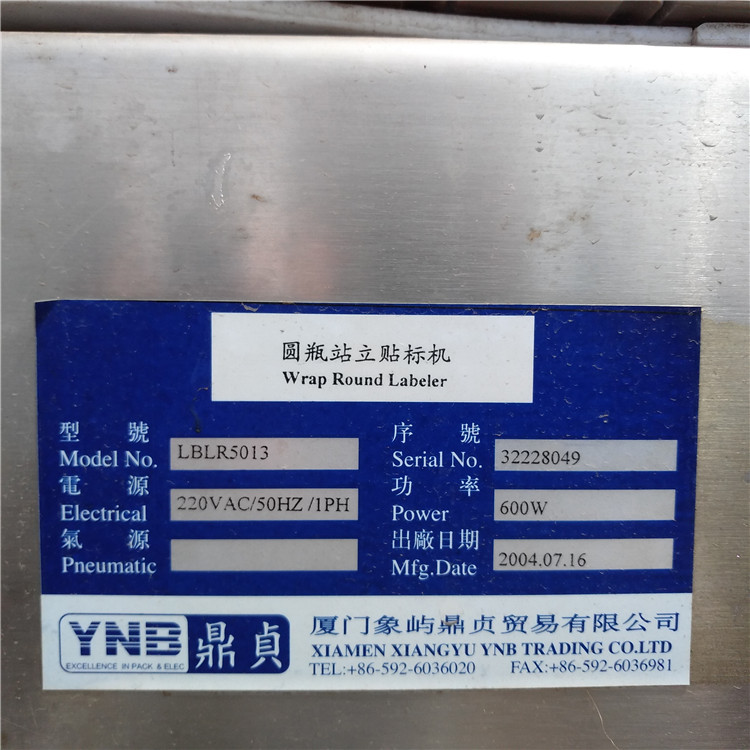 圆瓶站立贴标机
Wrap Round Labeler
型號 序號
Model No. LBLR5013 Serial No. 32228049
電源 功率
Electrical 220VAC/50HZ /1PH Power 600W
氣源 出廠日期
Pneumatic Mfg.Date 2004.07.16
YNB 鼎貞 厦门象屿鼎贞贸易有限公司
EXCELLENCE IN PACK & ELEC XIAMEN XIANGYU YNB TRADING CO.LTD
TEL:+86-592-6036020 FAX:+86-592-6036981